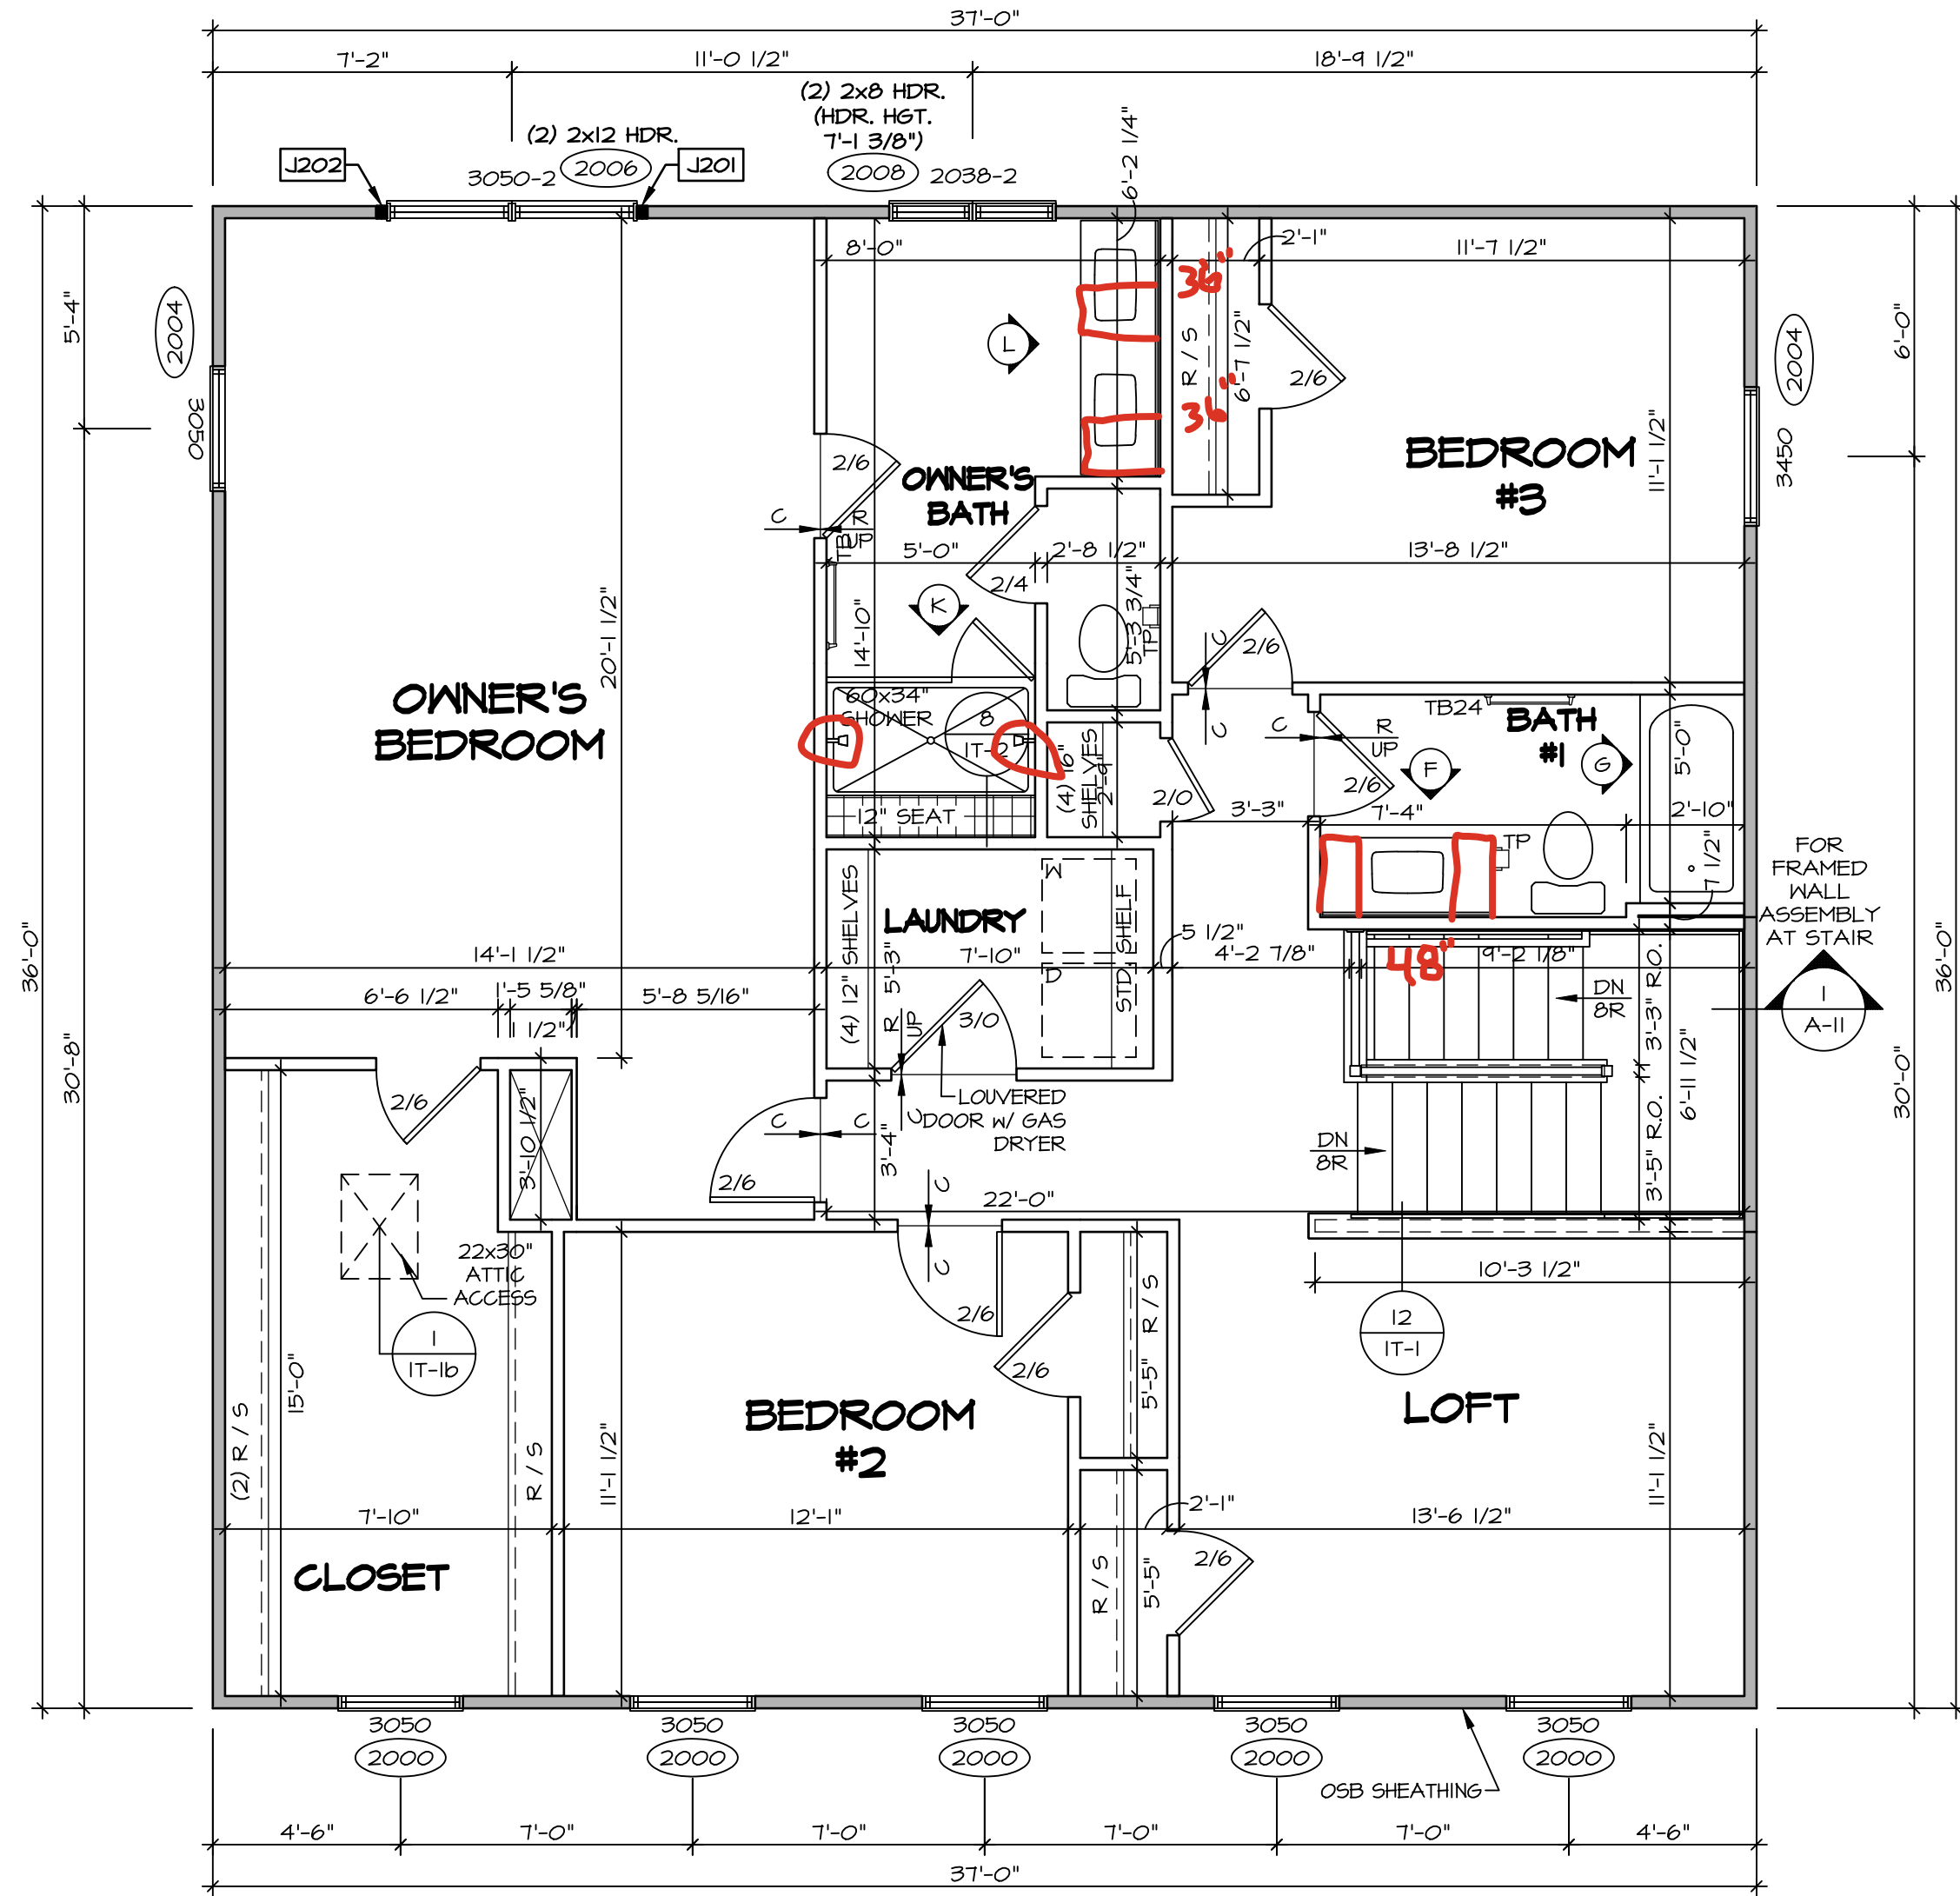 37'-0"
7'-2"
11'-0 1/2"
18'-9 1/2"
(2) 2x8 HDR.
(HDR. HGT.
7'-1 3/8")
(2) 2x12 HDR.
J202
3050-2
2006
J201
2008
2038-2
6'-2 1/4"
8'-0"
36"
2'-1"
11'-7 1/2"
5'-4"
2004
3050
L
R / S
6'-7 1/2"
2/6
36"
6'-0"
2004
3450
2/6
OWNER'S
BATH
BEDROOM
#3
11'-1 1/2"
C
R
UP
TB
5'-0"
2'-8 1/2"
13'-8 1/2"
2/4
K
14'-10"
5'-3 3/4"
TP
20'-1 1/2"
C
2/6
OWNER'S
BEDROOM
60x34"
SHOWER
8
1T-2
12" SEAT
(4) 16"
SHELVES
2'-9"
2/0
C
TB24
BATH
#1
C
R
UP
F
G
2/6
5'-0"
3'-3"
7'-4"
2'-10"
TP
7 1/2"
FOR
FRAMED
WALL
ASSEMBLY
AT STAIR
1
A-11
36'-0"
30'-8"
(4) 12" SHELVES
LAUNDRY
W
D
STD. SHELF
5'-3"
R
UP
7'-10"
3/0
5 1/2"
4'-2 7/8"
48"
9'-2 1/8"
14'-1 1/2"
6'-6 1/2"
1'-5 5/8"
1 1/2"
5'-8 5/16"
DN
8R
3'-3" R.O.
6'-11 1/2"
3'-5" R.O.
DN
8R
36'-0"
30'-0"
2/6
3'-10 1/2"
C
C
C
LOUVERED
DOOR W/ GAS
DRYER
3'-4"
2/6
C
22'-0"
22x30"
ATTIC
ACCESS
1
1T-1b
C
2/6
2/6
R / S
5'-5"
10'-3 1/2"
12
1T-1
LOFT
15'-0"
(2) R / S
R / S
11'-1 1/2"
BEDROOM
#2
11'-1 1/2"
7'-10"
12'-1"
2'-1"
13'-6 1/2"
CLOSET
R / S
5'-5"
2/6
3050
3050
3050
3050
3050
2000
2000
2000
2000
2000
OSB SHEATHING
4'-6"
7'-0"
7'-0"
7'-0"
7'-0"
4'-6"
37'-0"